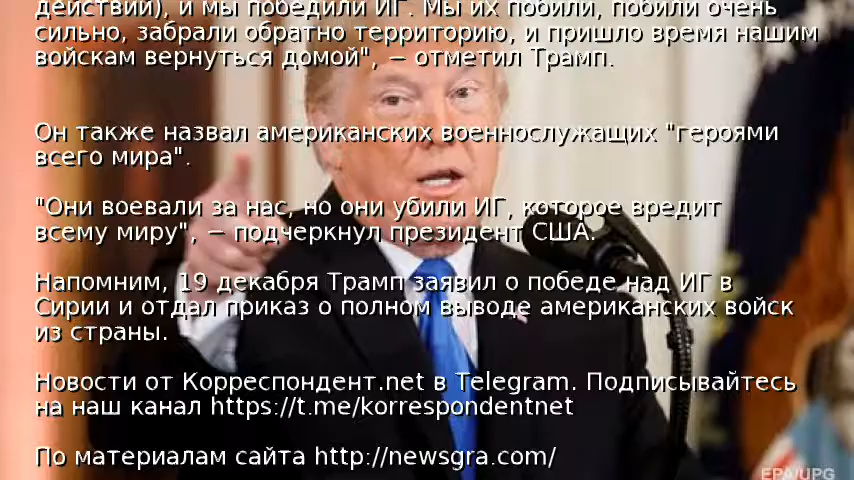 действий), и мы победили ИГ. Мы их побили, побили очень
сильно, забрали обратно территорию, и пришло время нашим
войскам вернуться домой", − отметил Трамп.
Он также назвал американских военнослужащих "героями
всего мира".
"Они воевали за нас, но они убили ИГ, которое вредит
всему миру", − подчеркнул президент США.
Напомним, 19 декабря Трамп заявил о победе над ИГ в
Сирии и отдал приказ о полном выводе американских войск
из страны.
Новости от Корреспондент.net в Telegram. Подписывайтесь
на наш канал https://t.me/korrespondentnet
По материалам сайта http://newsgra.com/
EPA/UPG